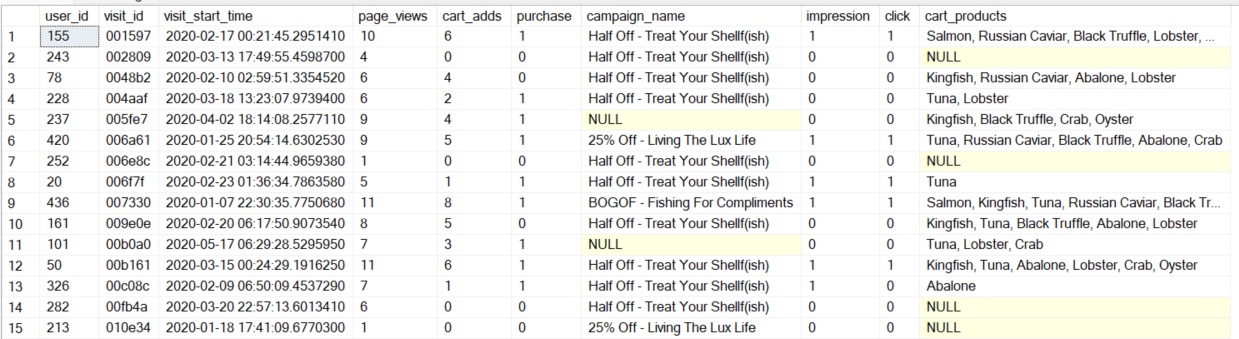 user_id visit_id visit_start_time page_views cart_adds purchase campaign_name impression click cart_products
1 155 001597 2020-02-17 00:21:45.2951410 10 6 1 Half Off - Treat Your Shellf(ish) 1 1 Salmon, Russian Caviar, Black Truffle, Lobster, ...
2 243 002809 2020-03-13 17:49:55.4598700 4 0 0 Half Off - Treat Your Shellf(ish) 0 0 NULL
3 78 0048b2 2020-02-10 02:59:51.3354520 6 4 0 Half Off - Treat Your Shellf(ish) 0 0 Kingfish, Russian Caviar, Abalone, Lobster
4 228 004aaf 2020-03-18 13:23:07.9739400 6 2 1 Half Off - Treat Your Shellf(ish) 0 0 Tuna, Lobster
5 237 005fe7 2020-04-02 18:14:08.2577110 9 4 1 NULL 0 0 Kingfish, Black Truffle, Crab, Oyster
6 420 006a61 2020-01-25 20:54:14.6302530 9 5 1 25% Off - Living The Lux Life 1 1 Tuna, Russian Caviar, Black Truffle, Abalone, Crab
7 252 006e8c 2020-02-21 03:14:44.9659380 1 0 0 Half Off - Treat Your Shellf(ish) 0 0 NULL
8 20 006f7f 2020-02-23 01:36:34.7863580 5 1 1 Half Off - Treat Your Shellf(ish) 1 1 Tuna
9 436 007330 2020-01-07 22:30:35.7750680 11 8 1 BOGOF - Fishing For Compliments 1 1 Salmon, Kingfish, Tuna, Russian Caviar, Black Tr...
10 161 009e0e 2020-02-20 06:17:50.9073540 8 5 0 Half Off - Treat Your Shellf(ish) 0 0 Kingfish, Tuna, Black Truffle, Abalone, Lobster
11 101 00b0a0 2020-05-17 06:29:28.5295950 7 3 1 NULL 0 0 Tuna, Lobster, Crab
12 50 00b161 2020-03-15 00:24:29.1916250 11 6 1 Half Off - Treat Your Shellf(ish) 1 1 Kingfish, Tuna, Abalone, Lobster, Crab, Oyster
13 326 00c08c 2020-02-09 06:50:09.4537290 7 1 1 Half Off - Treat Your Shellf(ish) 1 0 Abalone
14 282 00fb4a 2020-03-20 22:57:13.6013410 6 0 0 Half Off - Treat Your Shellf(ish) 0 0 NULL
15 213 010e34 2020-01-18 17:41:09.6770300 1 0 0 25% Off - Living The Lux Life 0 0 NULL